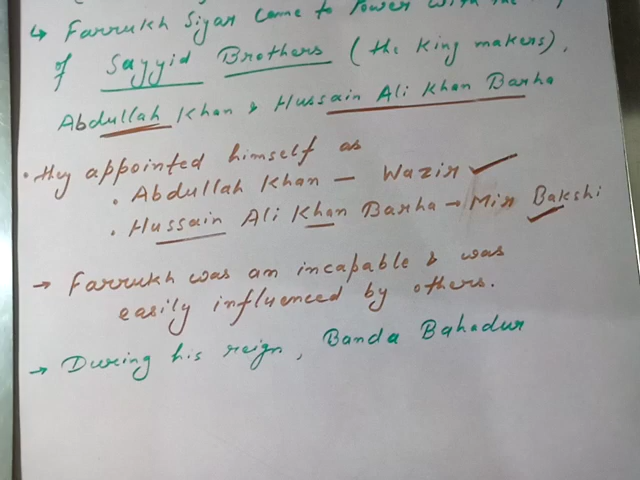 ↳ Farrukh Siyar came to Power with the
of Sayyid Brothers (the King makers),
Abdullah Khan & Hussain Ali Khan Barha
• they appointed himself as
• Abdullah Khan – Wazir ✓
• Hussain Ali Khan Barha → Mir Bakshi
→ Farrukh was an incapable & was
easily influenced by others.
→ During his reign, Banda Bahadur